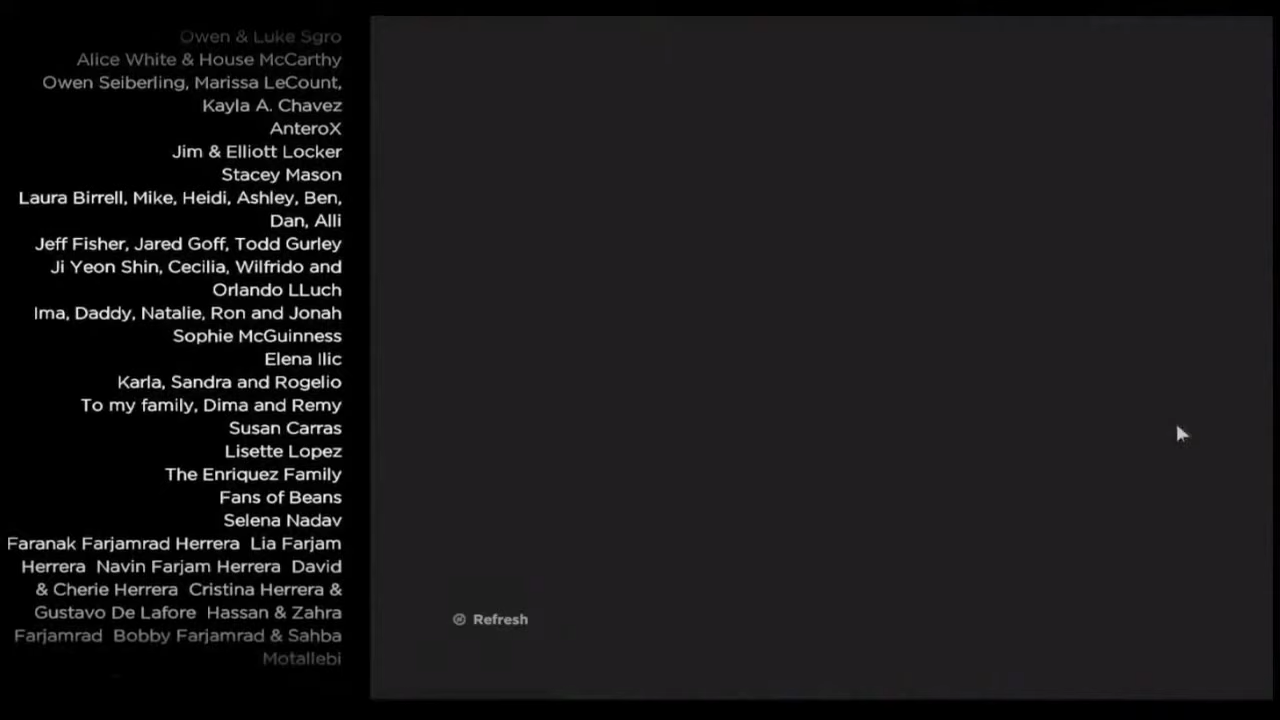 Owen & Luke Sgro
Alice White & House McCarthy
Owen Seiberling, Marissa LeCount,
Kayla A. Chavez
AnteroX
Jim & Elliott Locker
Stacey Mason
Laura Birrell, Mike, Heidi, Ashley, Ben,
Dan, Alli
Jeff Fisher, Jared Goff, Todd Gurley
Ji Yeon Shin, Cecilia, Wilfrido and
Orlando LLuch
Ima, Daddy, Natalie, Ron and Jonah
Sophie McGuinness
Elena Ilic
Karla, Sandra and Rogelio
To my family, Dima and Remy
Susan Carras
Lisette Lopez
The Enriquez Family
Fans of Beans
Selena Nadav
Faranak Farjamrad Herrera  Lia Farjam
Herrera  Navin Farjam Herrera  David
& Cherie Herrera  Cristina Herrera &
Gustavo De Lafore  Hassan & Zahra
Farjamrad  Bobby Farjamrad & Sahba
Motallebi
Refresh